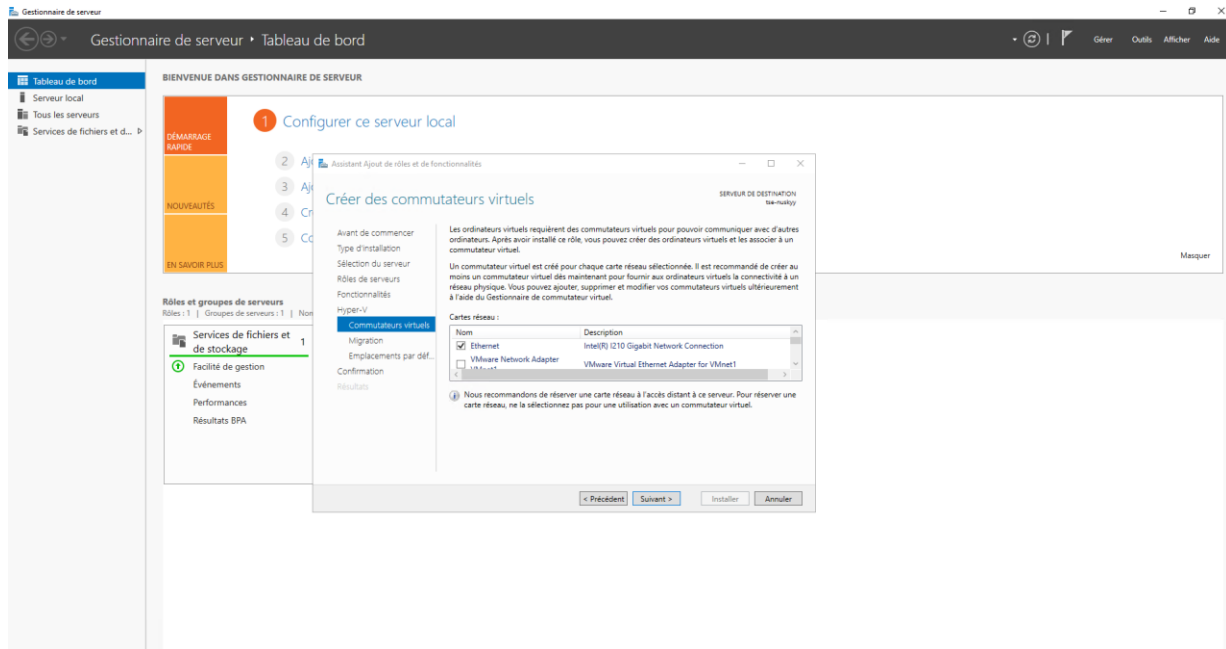 Gestionnaire de serveur
Gestionnaire de serveur • Tableau de bord
Gérer Outils Afficher Aide
Tableau de bord
Serveur local
Tous les serveurs
Services de fichiers et d...
BIENVENUE DANS GESTIONNAIRE DE SERVEUR
DÉMARRAGE
RAPIDE
NOUVEAUTÉS
EN SAVOIR PLUS
1 Configurer ce serveur local
2 Aj
3 Aj
4 Cr
5 Co
Masquer
Rôles et groupes de serveurs
Rôles : 1 | Groupes de serveurs : 1 | Non
Services de fichiers et
de stockage
1
Facilité de gestion
Événements
Performances
Résultats BPA
Assistant Ajout de rôles et de fonctionnalités
Créer des commutateurs virtuels
SERVEUR DE DESTINATION
tse-nuskyy
Avant de commencer
Type d'installation
Sélection du serveur
Rôles de serveurs
Fonctionnalités
Hyper-V
Commutateurs virtuels
Migration
Emplacements par déf...
Confirmation
Résultats
Les ordinateurs virtuels requièrent des commutateurs virtuels pour pouvoir communiquer avec d'autres
ordinateurs. Après avoir installé ce rôle, vous pouvez créer des ordinateurs virtuels et les associer à un
commutateur virtuel.
Un commutateur virtuel est créé pour chaque carte réseau sélectionnée. Il est recommandé de créer au
moins un commutateur virtuel dès maintenant pour fournir aux ordinateurs virtuels la connectivité à un
réseau physique. Vous pouvez ajouter, supprimer et modifier vos commutateurs virtuels ultérieurement
à l'aide du Gestionnaire de commutateur virtuel.
Cartes réseau :
Nom Description
Ethernet Intel(R) I210 Gigabit Network Connection
VMware Network Adapter
VMnet1
VMware Virtual Ethernet Adapter for VMnet1
Nous recommandons de réserver une carte réseau à l'accès distant à ce serveur. Pour réserver une
carte réseau, ne la sélectionnez pas pour une utilisation avec un commutateur virtuel.
< Précédent Suivant > Installer Annuler